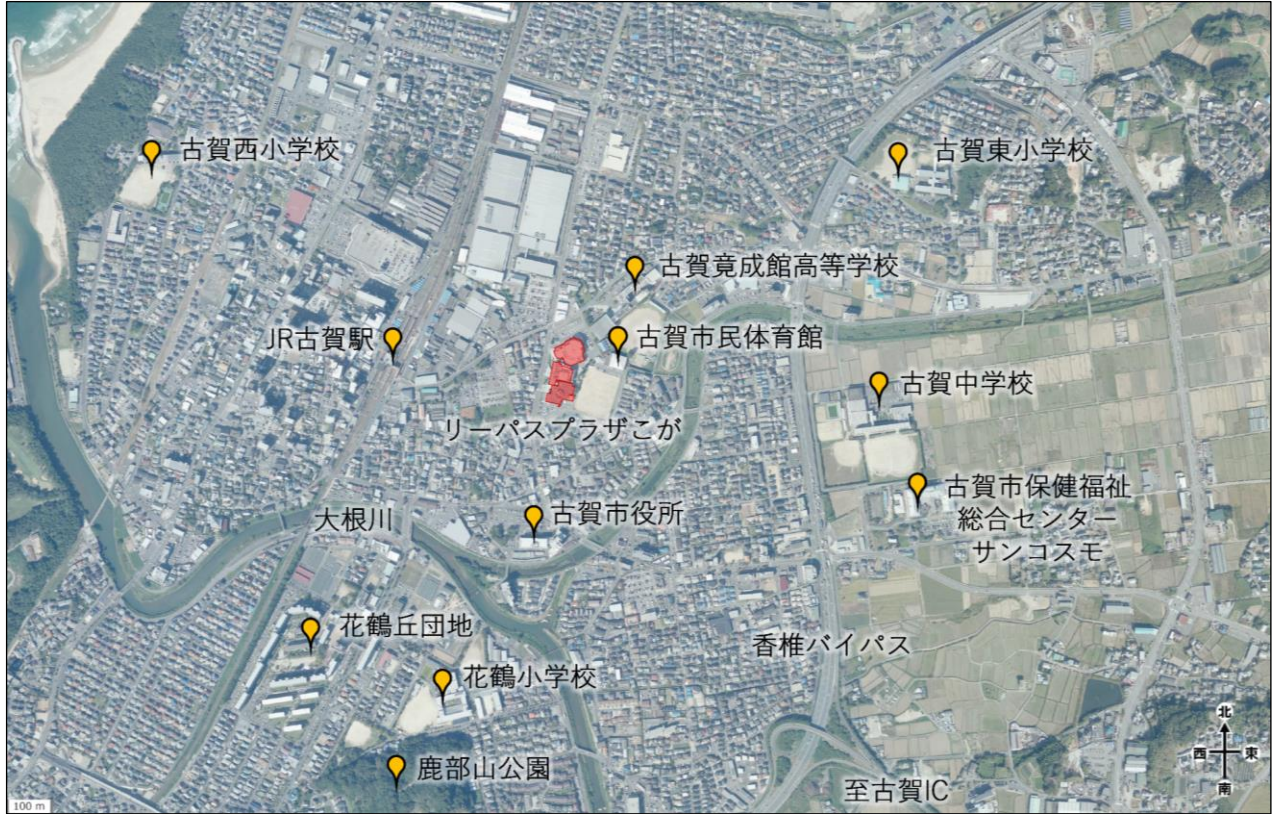 古賀西小学校
古賀東小学校
古賀竟成館高等学校
JR古賀駅
古賀市民体育館
古賀中学校
リーパスプラザこが
古賀市保健福祉
総合センター
サンコスモ
大根川
古賀市役所
花鶴丘団地
香椎バイパス
花鶴小学校
鹿部山公園
至古賀IC
北
西 東
南
100 m